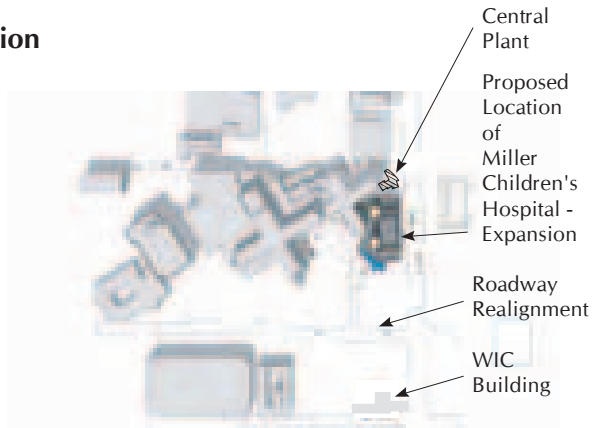 ion
Central
Plant
Proposed
Location
of
Miller
Children's
Hospital -
Expansion
Roadway
Realignment
WIC
Building